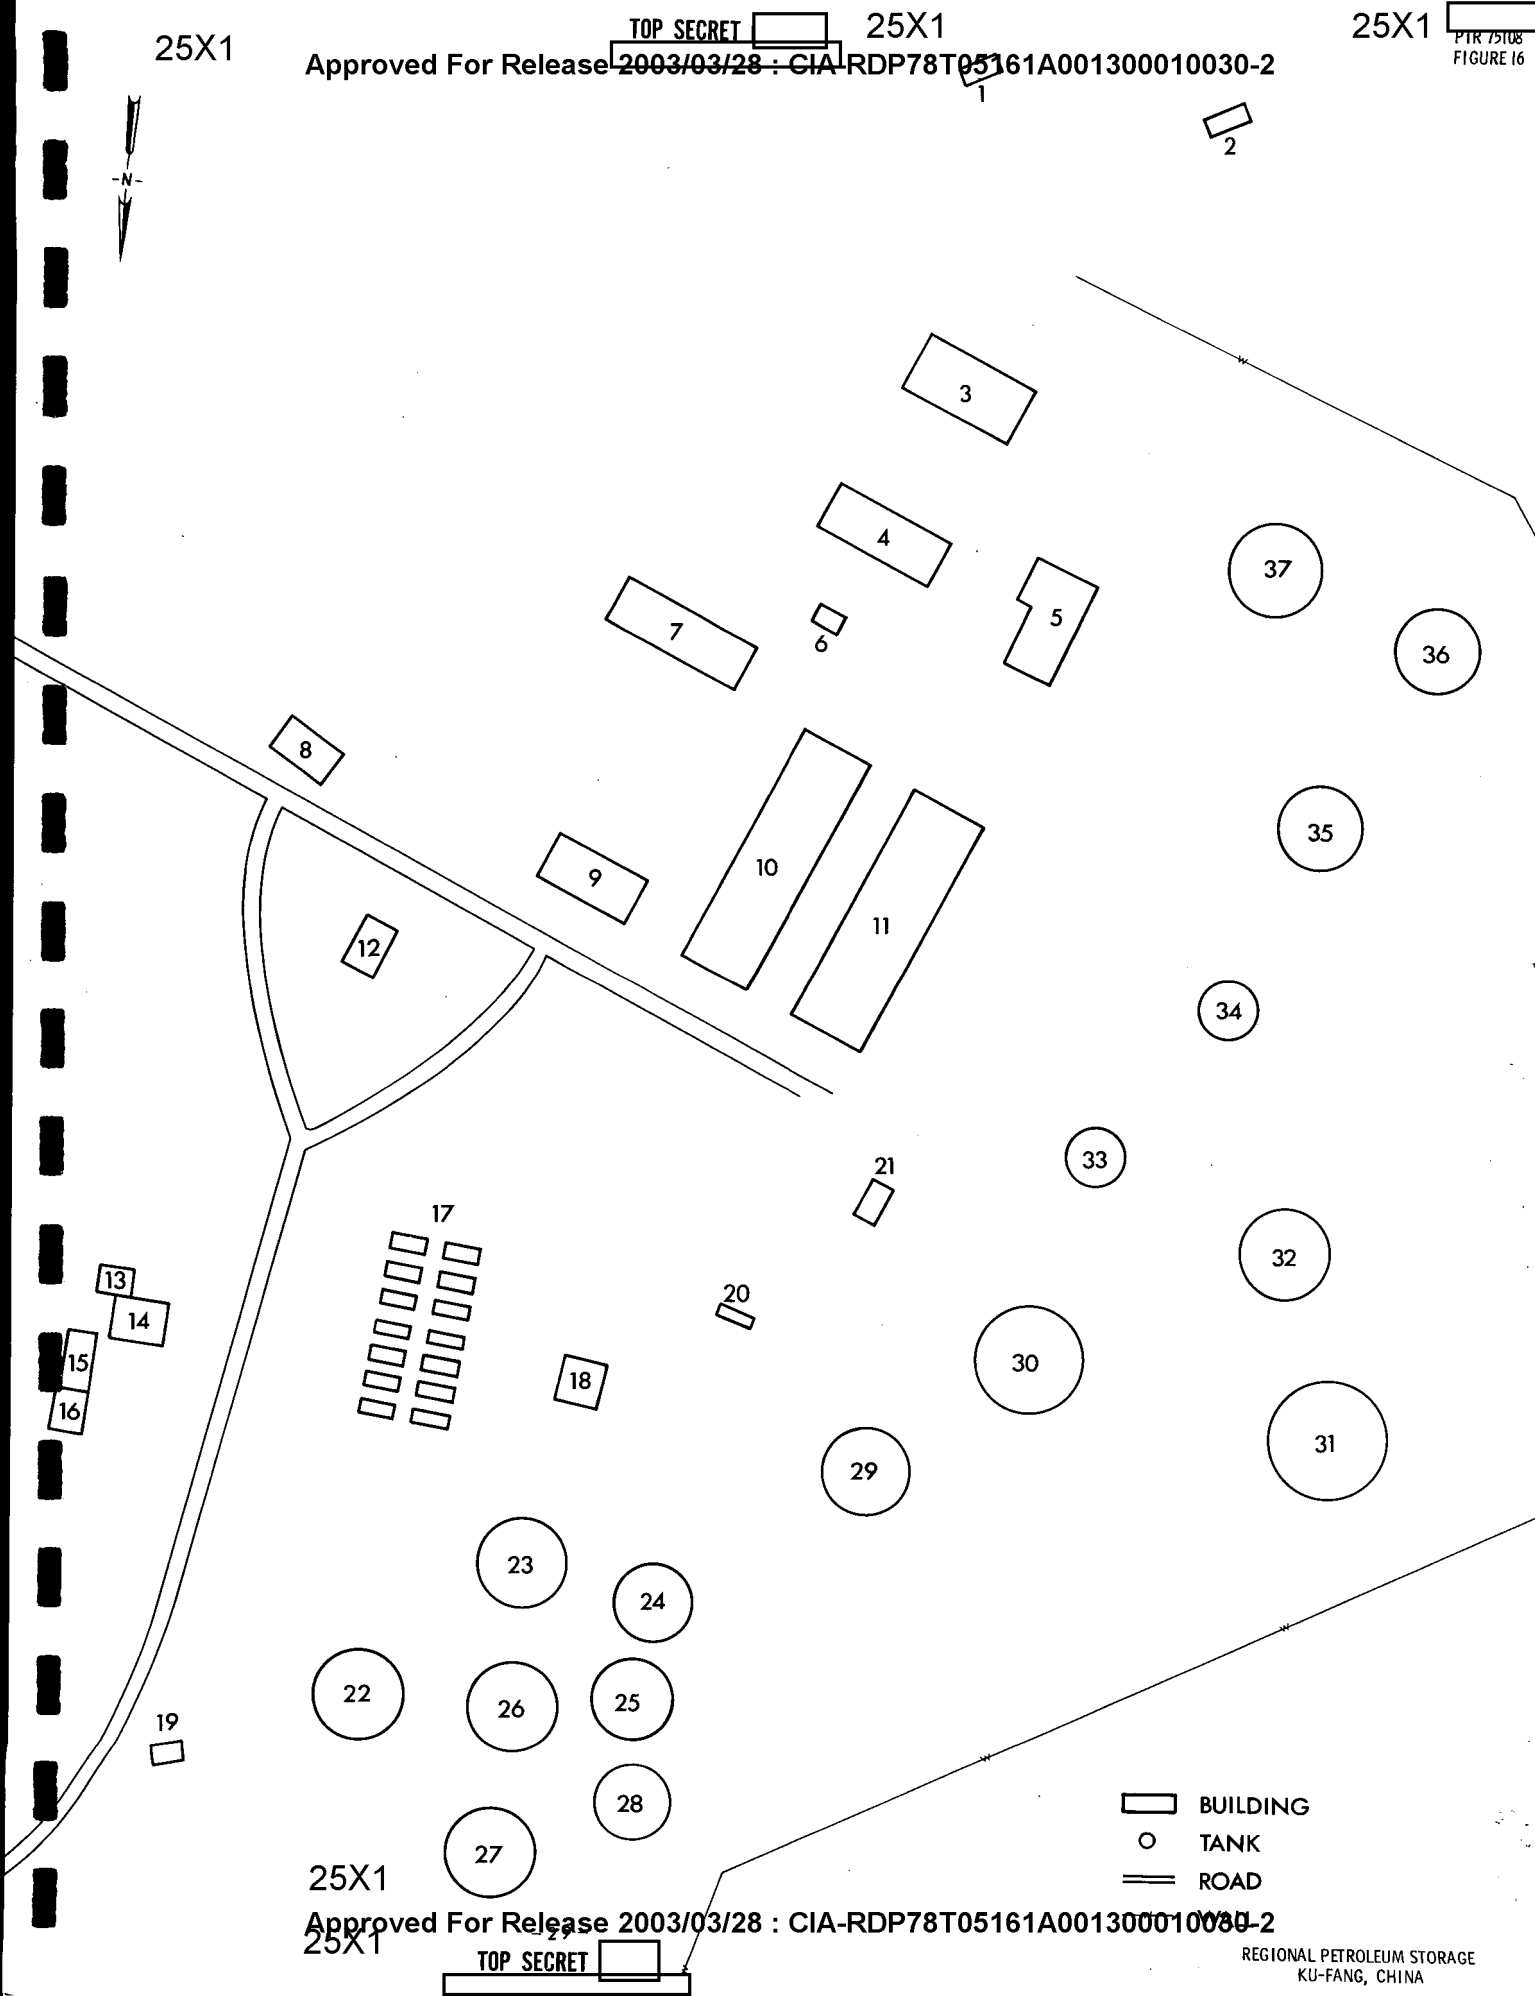 TOP SECRET
25X1
25X1
25X1
Approved For Release 2003/03/28 : CIA-RDP78T05161A001300010030-2
PIR 75108
FIGURE 16
1
2
-N-
W
3
4
37
5
7
6
36
8
35
10
9
11
12
34
33
21
17
32
13
20
14
30
15
18
16
31
29
23
24
W
22
25
26
19
W
28
BUILDING
TANK
27
25X1
ROAD
Approved For Release 2003/03/28 : CIA-RDP78T05161A001300010030-2
WALL
25X1
-29-
TOP SECRET
REGIONAL PETROLEUM STORAGE
KU-FANG, CHINA